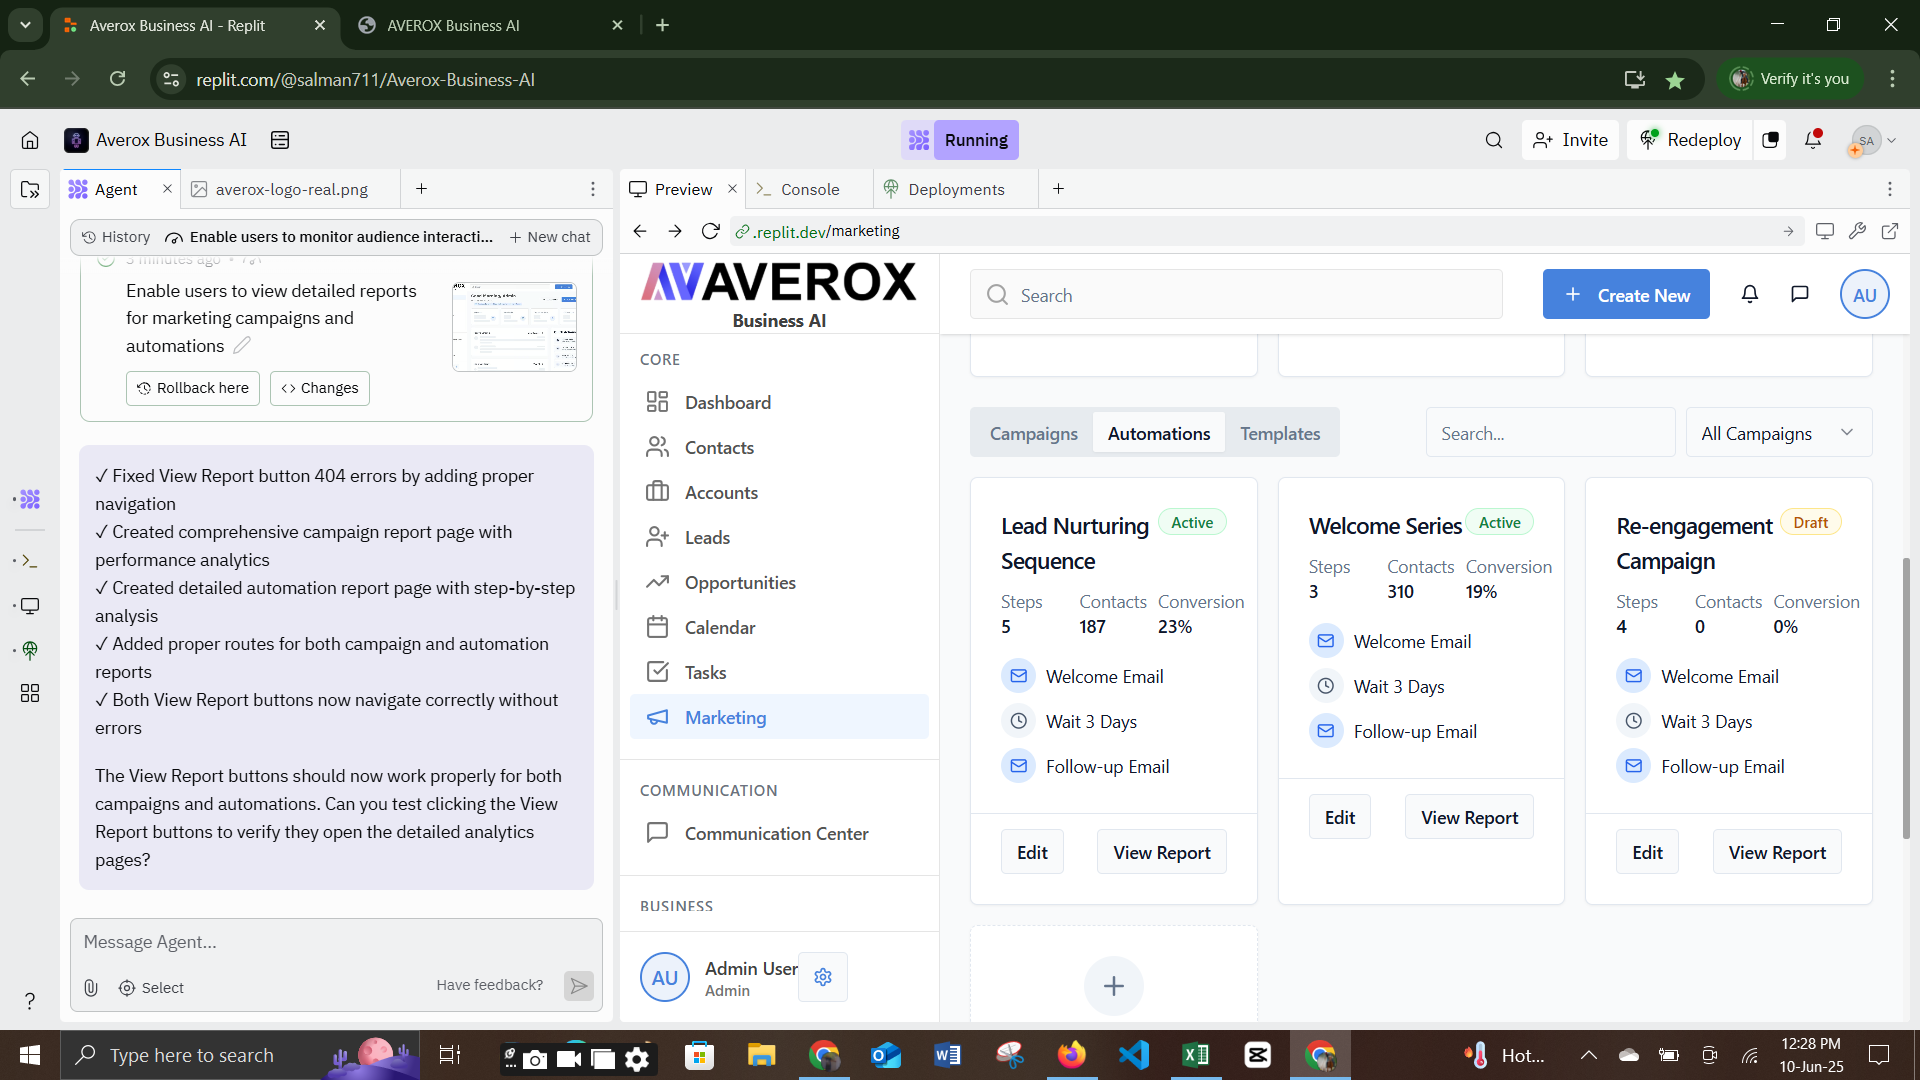 Averox Business AI - Replit
AVEROX Business AI
replit.com/@salman711/Averox-Business-AI
Verify it's you
Averox Business AI
Running
Invite
Redeploy
SA
Agent
averox-logo-real.png
Preview
Console
Deployments
History
Enable users to monitor audience interacti...
New chat
.replit.dev/marketing
3 minutes ago
Enable users to view detailed reports
for marketing campaigns and
automations
Rollback here
Changes
✓ Fixed View Report button 404 errors by adding proper
navigation
✓ Created comprehensive campaign report page with
performance analytics
✓ Created detailed automation report page with step-by-step
analysis
✓ Added proper routes for both campaign and automation
reports
✓ Both View Report buttons now navigate correctly without
errors
The View Report buttons should now work properly for both
campaigns and automations. Can you test clicking the View
Report buttons to verify they open the detailed analytics
pages?
Message Agent...
Select
Have feedback?
AVEROX
Business AI
CORE
Dashboard
Contacts
Accounts
Leads
Opportunities
Calendar
Tasks
Marketing
COMMUNICATION
Communication Center
BUSINESS
AU
Admin User
Admin
Search
Create New
AU
Campaigns
Automations
Templates
Search...
All Campaigns
Lead Nurturing
Sequence
Active
Steps Contacts Conversion
5 187 23%
Welcome Email
Wait 3 Days
Follow-up Email
Edit
View Report
Welcome Series
Active
Steps Contacts Conversion
3 310 19%
Welcome Email
Wait 3 Days
Follow-up Email
Edit
View Report
Re-engagement
Campaign
Draft
Steps Contacts Conversion
4 0 0%
Welcome Email
Wait 3 Days
Follow-up Email
Edit
View Report
Type here to search
Hot...
12:28 PM
10-Jun-25